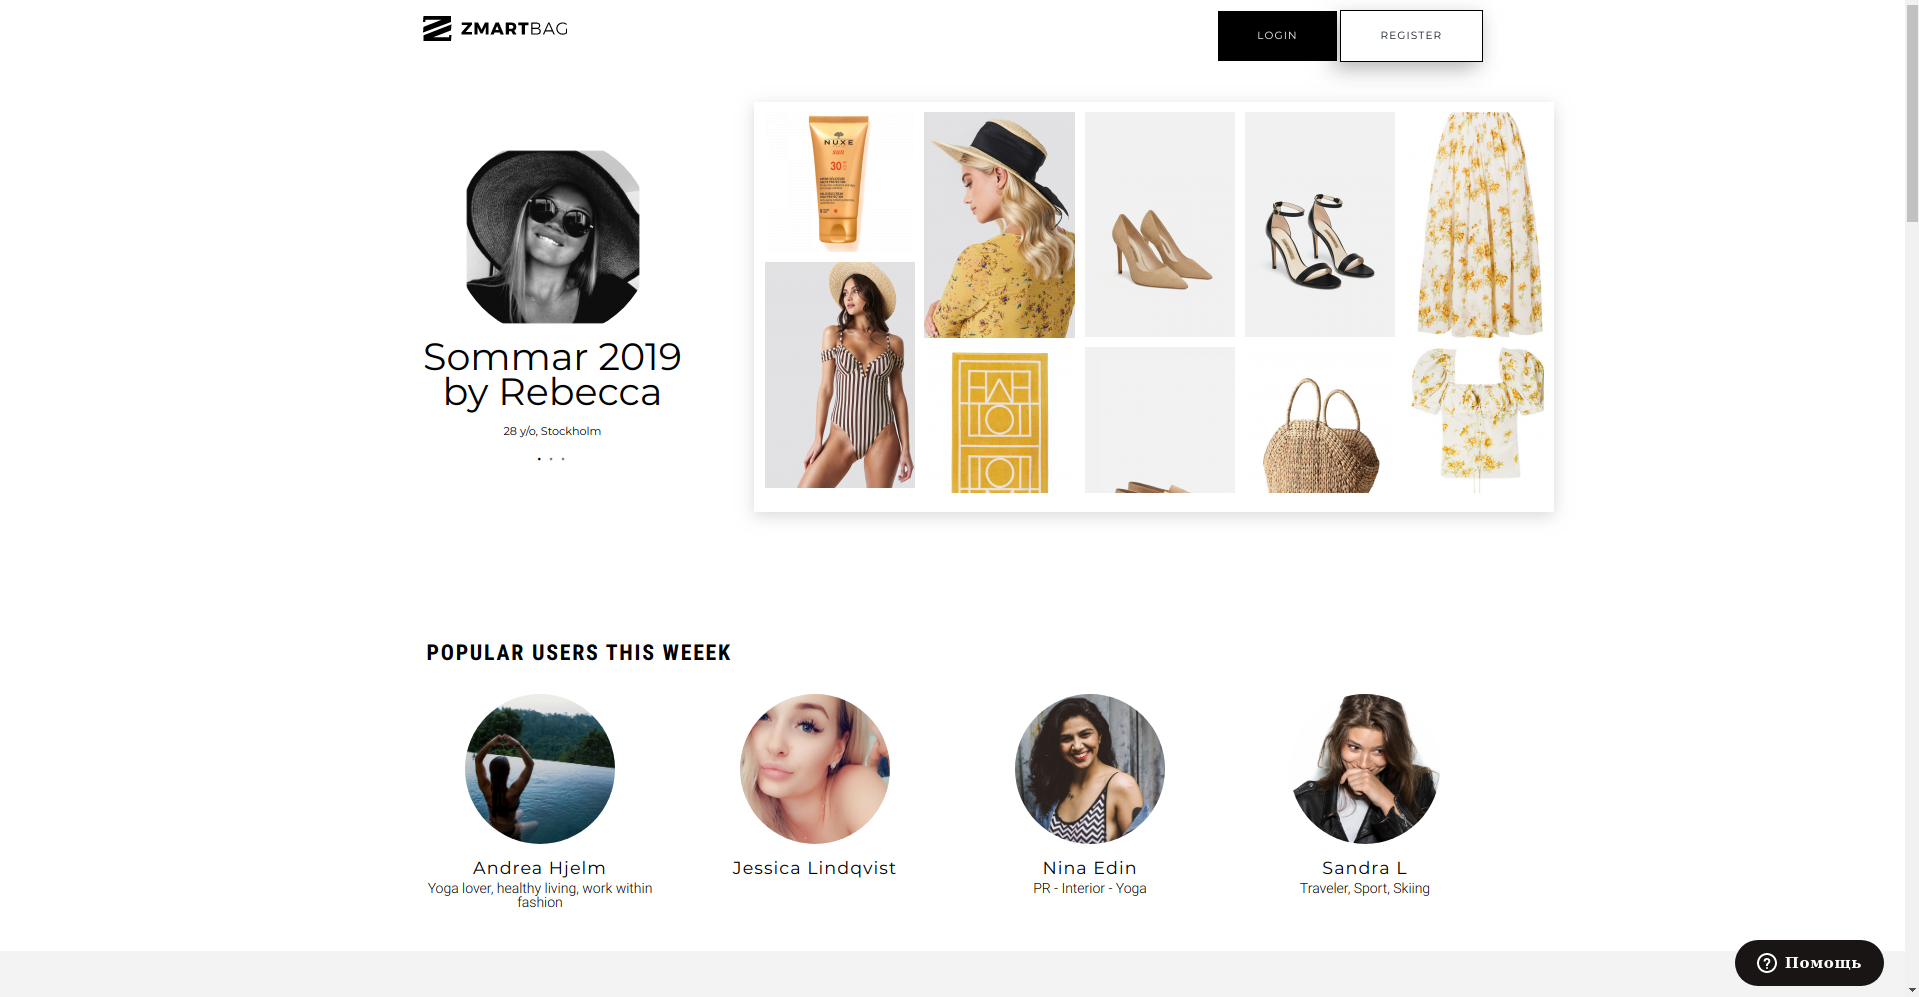 ZMARTBAG
LOGIN
REGISTER
NUXE
sun
30
Sommar 2019
by Rebecca
28 y/o, Stockholm
POPULAR USERS THIS WEEEK
Andrea Hjelm
Yoga lover, healthy living, work within
fashion
Jessica Lindqvist
Nina Edin
PR - Interior - Yoga
Sandra L
Traveler, Sport, Skiing
Помощь